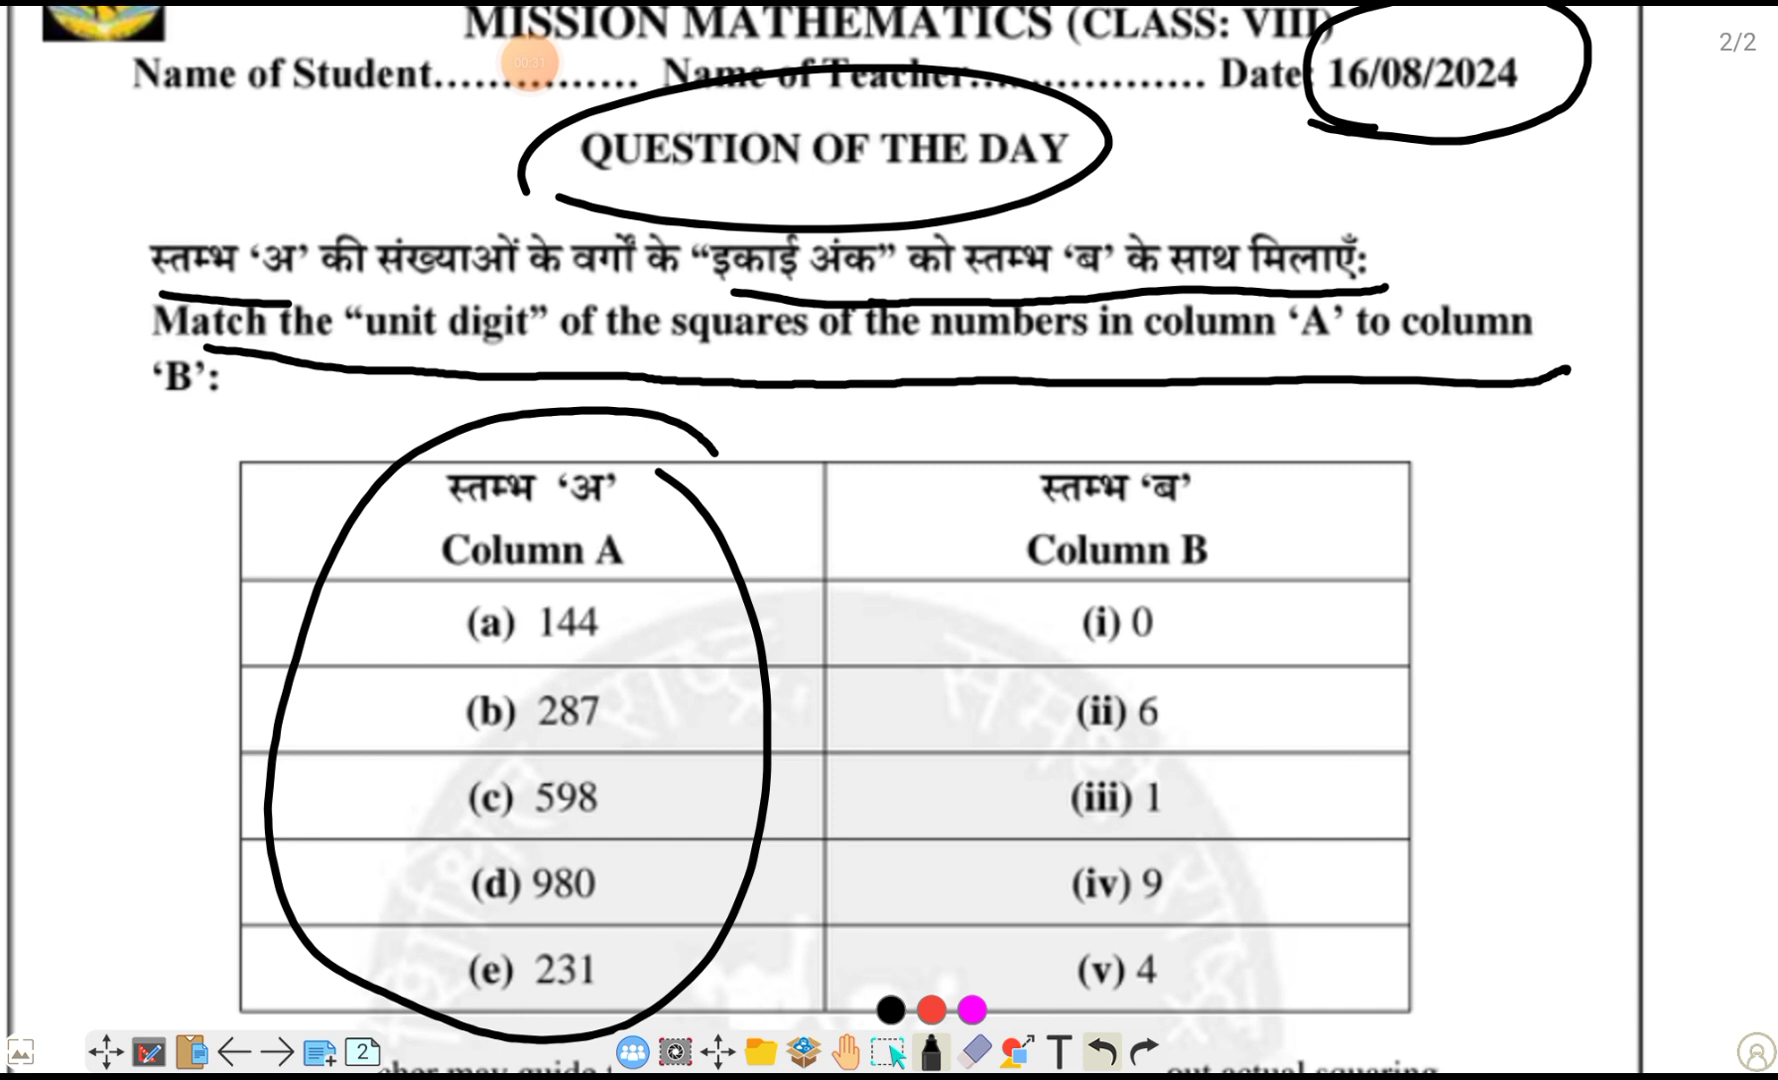 MISSION MATHEMATICS (CLASS: VIII)
2/2
00:31
Name of Student............... Name of Teacher.................. Date: 16/08/2024
QUESTION OF THE DAY
स्तम्भ ‘अ’ की संख्याओं के वर्गों के “इकाई अंक” को स्तम्भ ‘ब’ के साथ मिलाएँ:
Match the “unit digit” of the squares of the numbers in column ‘A’ to column
‘B’:
स्तम्भ ‘अ’ स्तम्भ ‘ब’
Column A Column B
(a) 144 (i) 0
(b) 287 (ii) 6
(c) 598 (iii) 1
(d) 980 (iv) 9
(e) 231 (v) 4
2
T